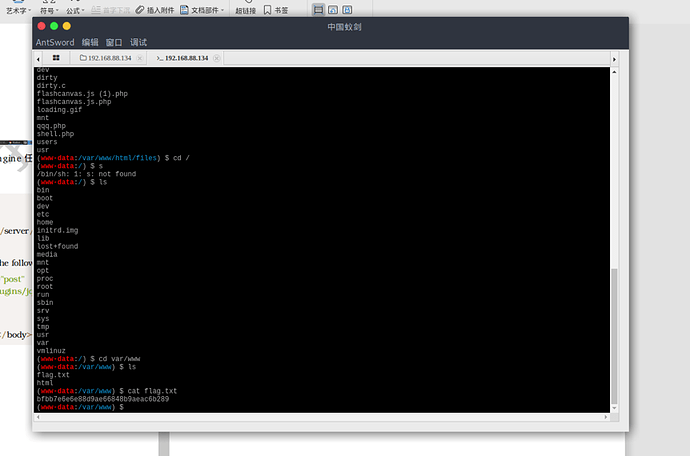 艺术字 符号 公式 首字下沉 插入附件 文档部件 超链接 书签
中国蚁剑
AntSword 编辑 窗口 调试
192.168.88.134 192.168.88.134
dev
dirty
dirty.c
flashcanvas.js (1).php
flashcanvas.js.php
loading.gif
mnt
qqq.php
shell.php
users
usr
(www-data:/var/www/html/files) $ cd /
(www-data:/) $ s
/bin/sh: 1: s: not found
(www-data:/) $ ls
bin
boot
dev
etc
home
initrd.img
lib
lost+found
media
mnt
opt
proc
root
run
sbin
srv
sys
tmp
usr
var
vmlinuz
(www-data:/) $ cd var/www
(www-data:/var/www) $ ls
flag.txt
html
(www-data:/var/www) $ cat flag.txt
bfbb7e6e6e88d9ae66848b9aeac6b289
(www-data:/var/www) $
ngine 任
/server/
he follow
"post"
ugins/jo
</body>